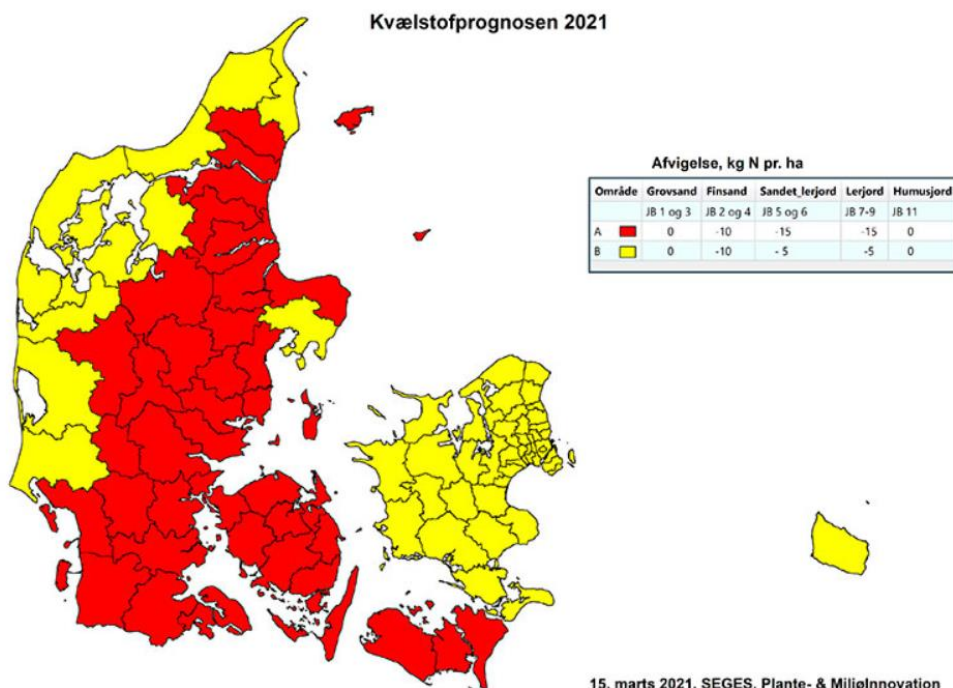 Kvælstofprognosen 2021
Afvigelse, kg N pr. ha
Område Grovsand Finsand Sandet_lerjord Lerjord Humusjord
JB 1 og 3 JB 2 og 4 JB 5 og 6 JB 7-9 JB 11
A 0 -10 -15 -15 0
B 0 -10 - 5 -5 0
15. marts 2021, SEGES, Plante- & MiljøInnovation